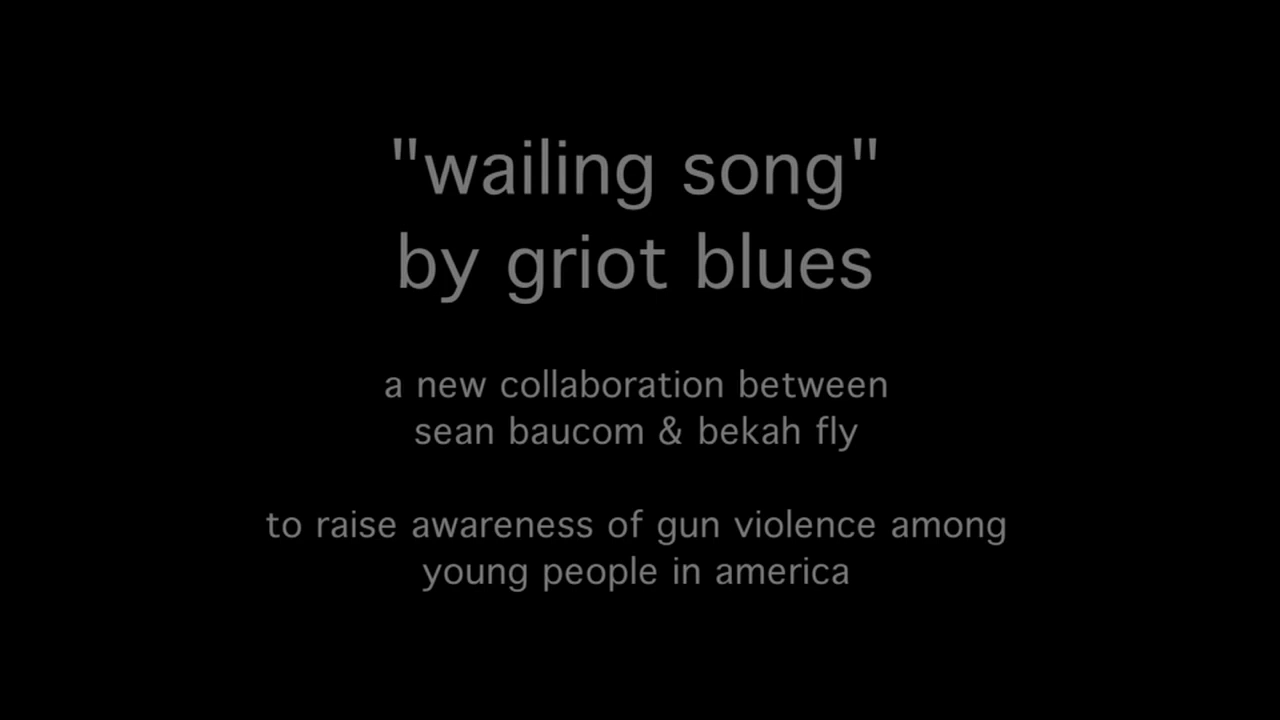 "wailing song"
by griot blues
a new collaboration between
sean baucom & bekah fly
to raise awareness of gun violence among
young people in america